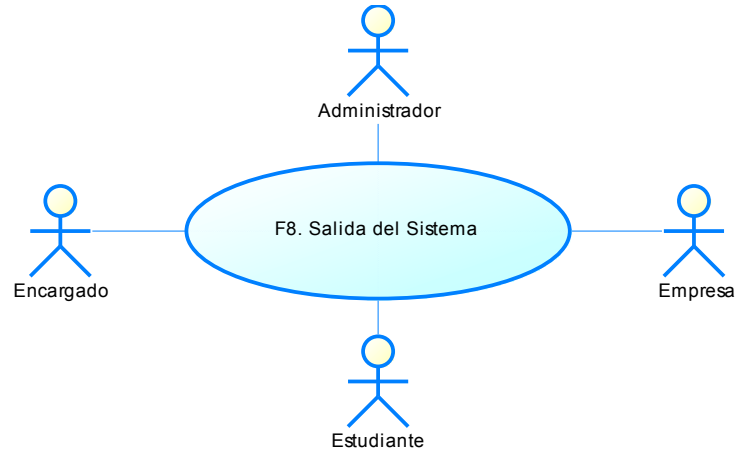 Administrador
F8. Salida del Sistema
Encargado
Empresa
Estudiante